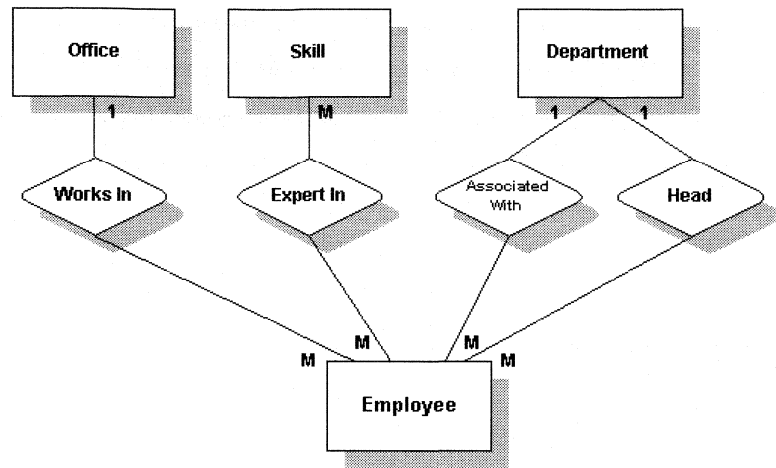 Office
Skill
Department
1
M
1
1
Works In
Expert In
Associated
With
Head
M
M
M
M
Employee